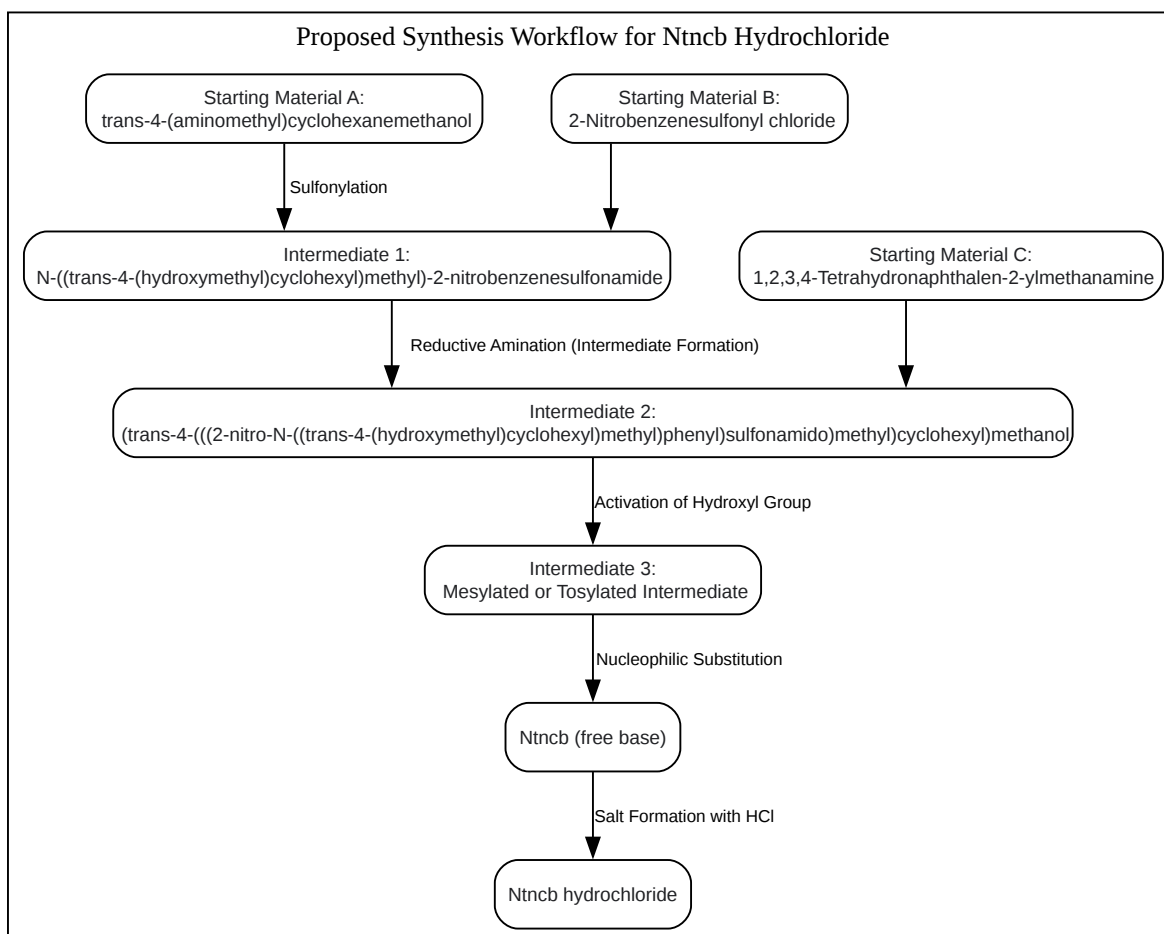 Proposed Synthesis Workflow for Ntncb Hydrochloride
Starting Material A:
trans-4-(aminomethyl)cyclohexanemethanol
Starting Material B:
2-Nitrobenzenesulfonyl chloride
Sulfonylation
Intermediate 1:
N-((trans-4-(hydroxymethyl)cyclohexyl)methyl)-2-nitrobenzenesulfonamide
Starting Material C:
1,2,3,4-Tetrahydronaphthalen-2-ylmethanamine
Reductive Amination (Intermediate Formation)
Intermediate 2:
(trans-4-(((2-nitro-N-((trans-4-(hydroxymethyl)cyclohexyl)methyl)phenyl)sulfonamido)methyl)cyclohexyl)methanol
Activation of Hydroxyl Group
Intermediate 3:
Mesylated or Tosylated Intermediate
Nucleophilic Substitution
Ntncb (free base)
Salt Formation with HCl
Ntncb hydrochloride